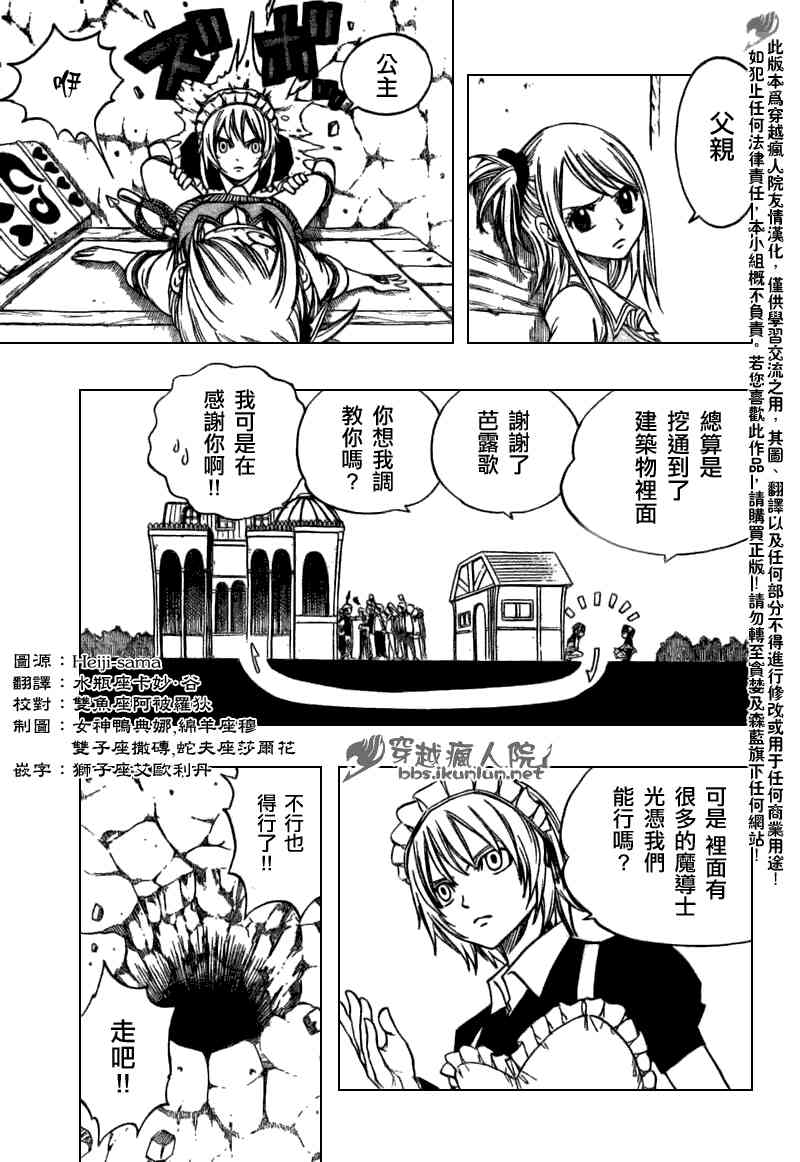 父親
公主
咿
ズボッ
總算是
挖通到了
建築物裡面
謝謝了
芭露歌
你想我調
教你嗎?
我可是在
感謝你啊!!
可是 裡面有
很多的魔導士
光憑我們
能行嗎?
不行也
得行了!!
走吧!!
圖源：Heiji-sama
翻譯：水瓶座卡妙·谷
校對：雙魚座阿被羅狄
制圖：女神鴨典娜,綿羊座穆
雙子座撒磚,蛇夫座莎爾花
嵌字：獅子座艾歐利丹
穿越瘋人院
bbs.ikunlun.net
此版本爲穿越瘋人院友情漢化，僅供學習交流之用，其圖、翻譯以及任何部分不得進行修改或用于任何商業用途！
如犯上任何法律責任，本小組概不負責。若您喜歡此作品，請購買正版！請勿轉至貪婪及森藍旗下任何網站！